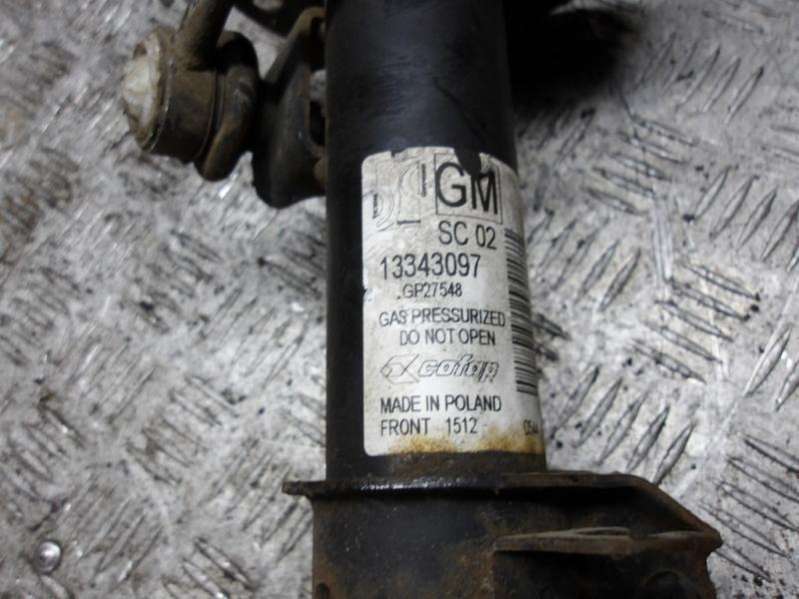 GM
SC 02
13343097
GP27548
GAS PRESSURIZED
DO NOT OPEN
cofap
MADE IN POLAND
FRONT 1512